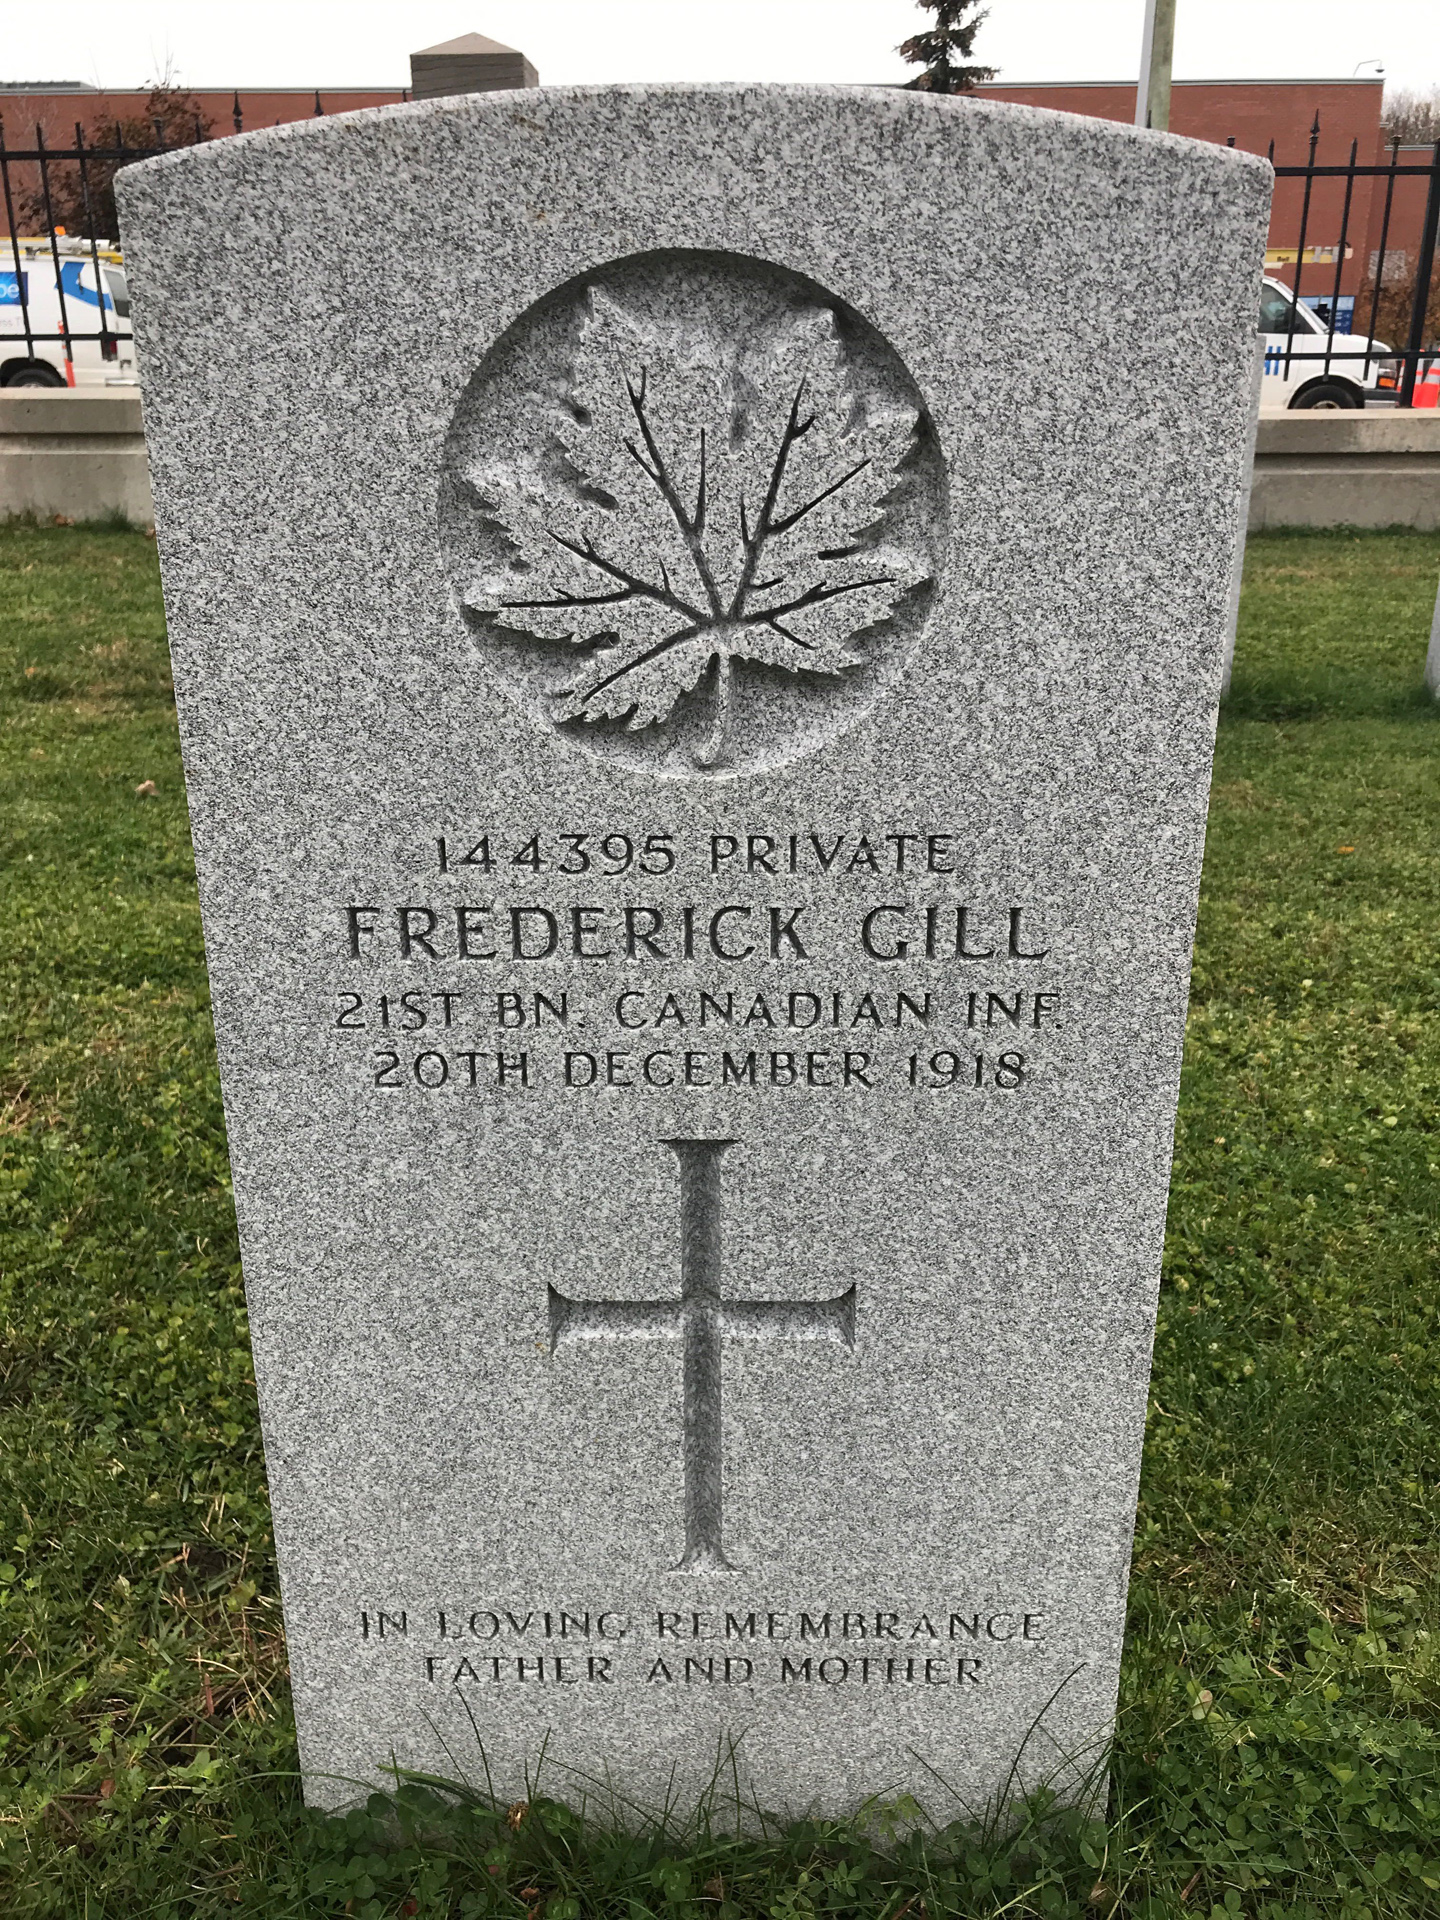 144395 PRIVATE
FREDERICK GILL
21ST BN. CANADIAN INF.
20TH DECEMBER 1918
IN LOVING REMEMBRANCE
FATHER AND MOTHER